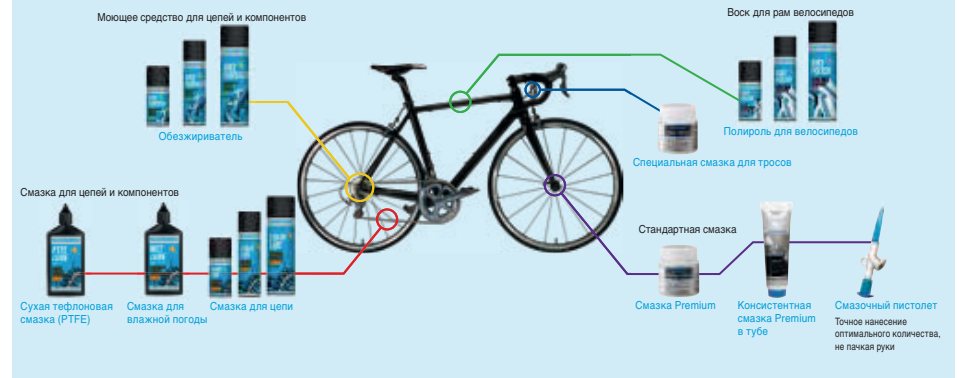 Моющее средство для цепей и компонентов
Обезжириватель
Воск для рам велосипедов
Полироль для велосипедов
Специальная смазка для тросов
Смазка для цепей и компонентов
Сухая тефлоновая
смазка (PTFE)
Смазка для
влажной погоды
Смазка для цепи
Стандартная смазка
Смазка Premium
Консистентная
смазка Premium
в тубе
Смазочный пистолет
Точное нанесение
оптимального количества,
не пачкая руки